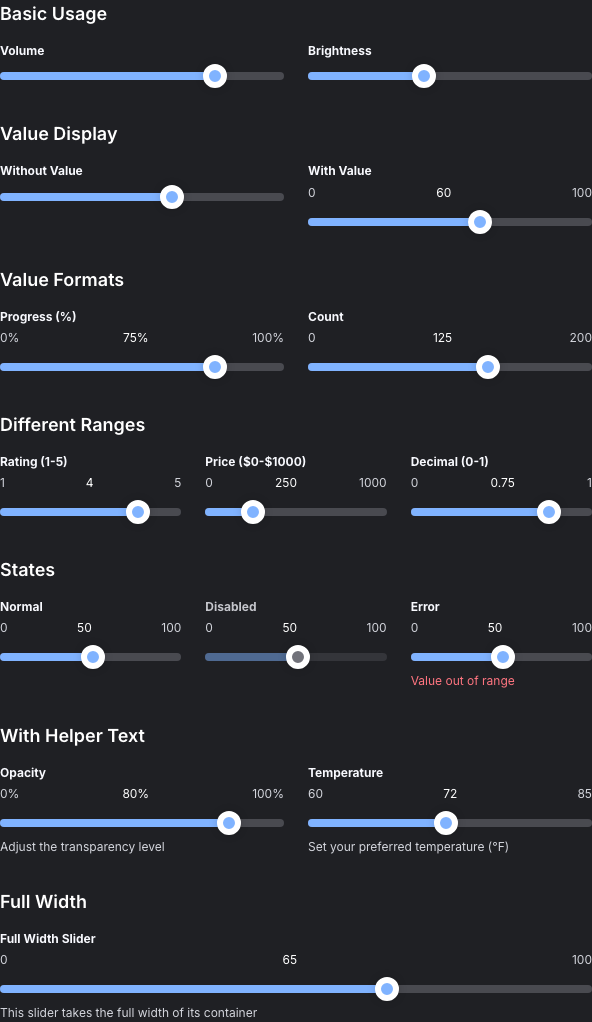 Basic Usage
Volume Brightness
Value Display
Without Value With Value
0 60 100
Value Formats
Progress (%) Count
0% 75% 100% 0 125 200
Different Ranges
Rating (1-5) Price ($0-$1000) Decimal (0-1)
1 4 5 0 250 1000 0 0.75 1
States
Normal Disabled Error
0 50 100 0 50 100 0 50 100
Value out of range
With Helper Text
Opacity Temperature
0% 80% 100% 60 72 85
Adjust the transparency level Set your preferred temperature (°F)
Full Width
Full Width Slider
0 65 100
This slider takes the full width of its container